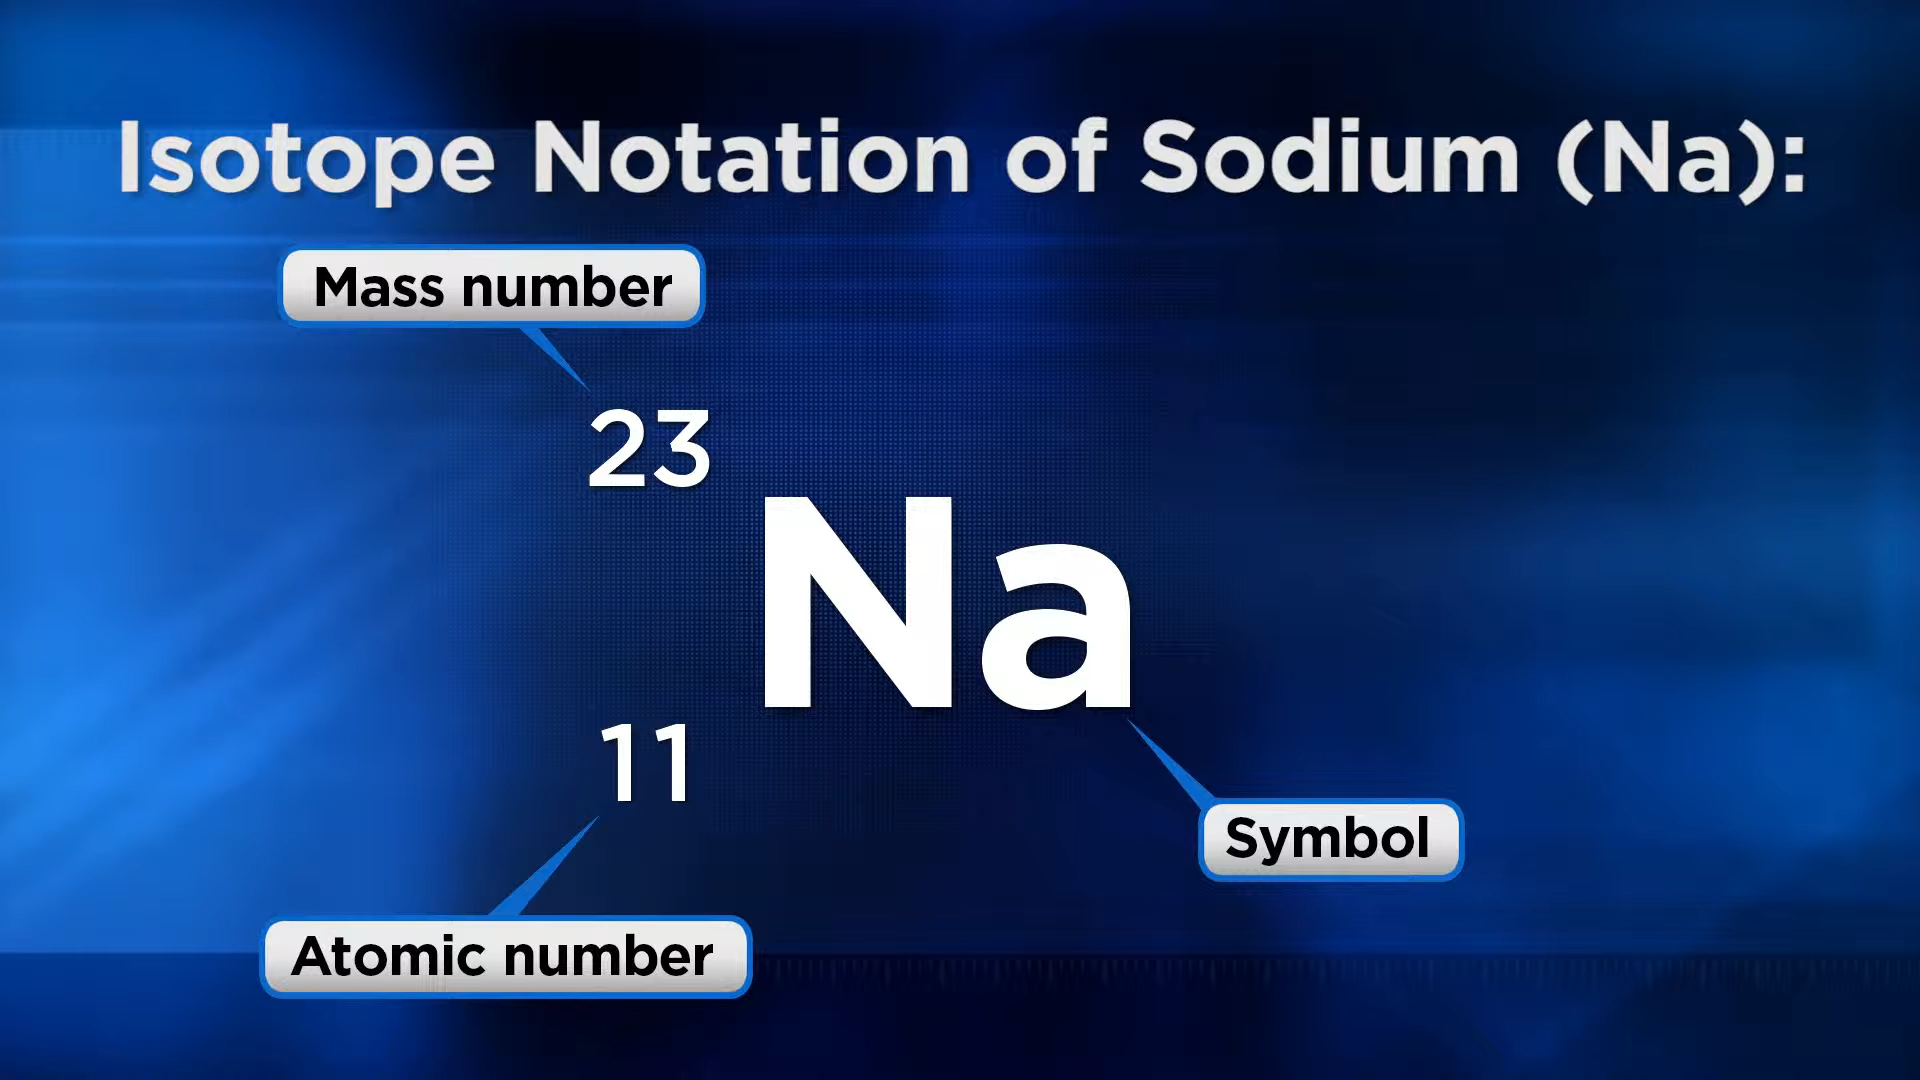 Isotope Notation of Sodium (Na):
Mass number
23
Na
11
Symbol
Atomic number